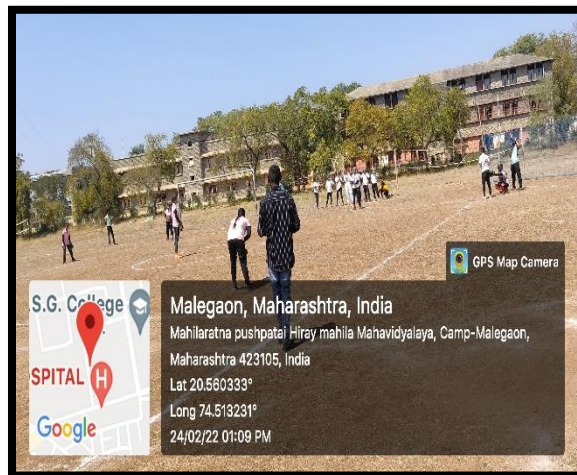 GPS Map Camera
S.G. College
SPITAL H
Google
Malegaon, Maharashtra, India
Mahilaratna pushpatai Hiray mahila Mahavidyalaya, Camp-Malegaon,
Maharashtra 423105, India
Lat 20.560333°
Long 74.513231°
24/02/22 01:09 PM